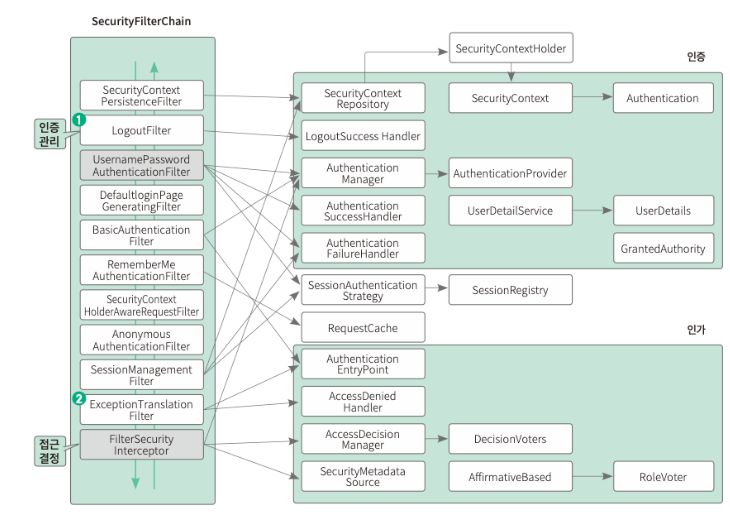 SecurityFilterChain
SecurityContext
PersistenceFilter
1
LogoutFilter
인증
관리
UsernamePassword
AuthenticationFilter
DefaultloginPage
GeneratingFilter
BasicAuthentication
Filter
RememberMe
AuthenticationFilter
SecurityContext
HolderAwareRequestFilter
Anonymous
AuthenticationFilter
SessionManagement
Filter
2
ExceptionTranslation
Filter
접근
결정
FilterSecurity
Interceptor
SecurityContextHolder
인증
SecurityContext
Repository
SecurityContext
Authentication
LogoutSuccess Handler
Authentication
Manager
AuthenticationProvider
Authentication
SuccessHandler
UserDetailService
UserDetails
Authentication
FailureHandler
GrantedAuthority
SessionAuthentication
Strategy
SessionRegistry
RequestCache
인가
Authentication
EntryPoint
AccessDenied
Handler
AccessDecision
Manager
DecisionVoters
SecurityMetadata
Source
AffirmativeBased
RoleVoter